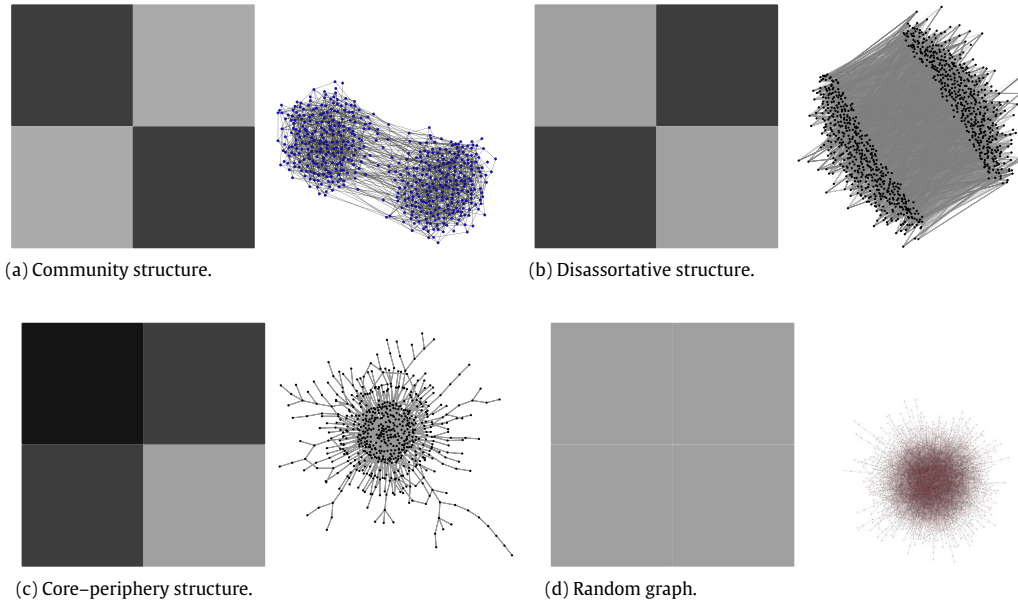 (a) Community structure.
(b) Disassortative structure.
(c) Core–periphery structure.
(d) Random graph.